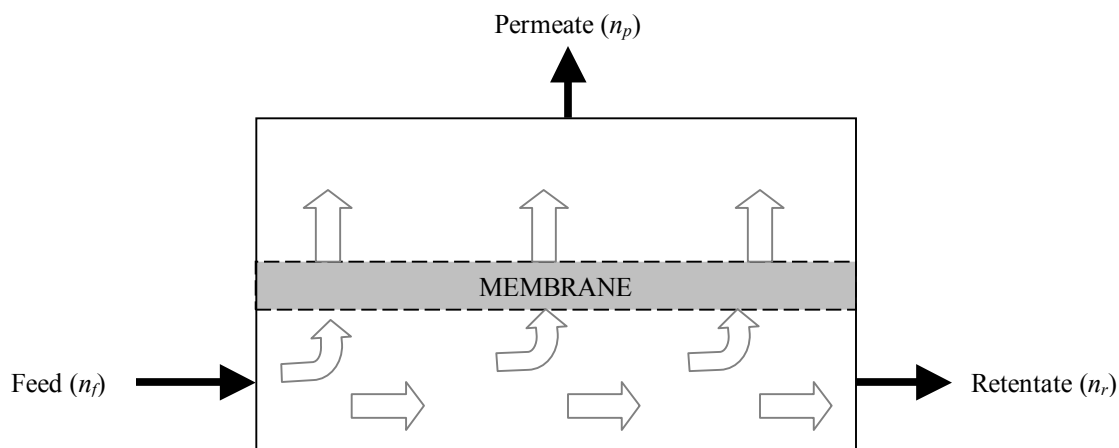 Permeate (n_p)
MEMBRANE
Feed (n_f)
Retentate (n_r)